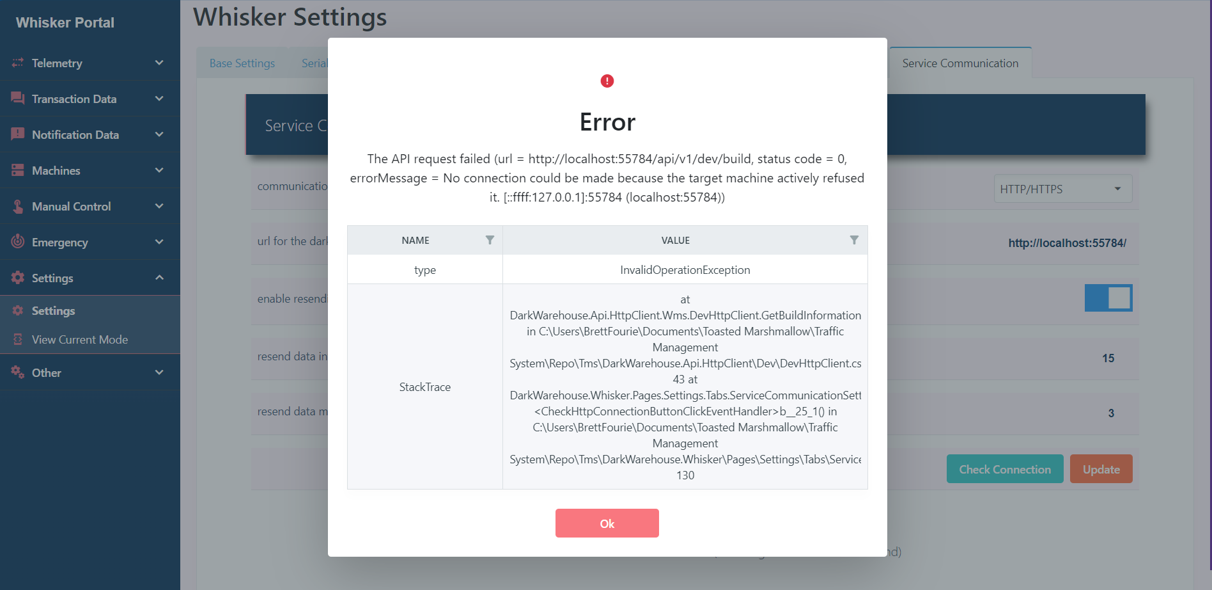 Whisker Portal
Telemetry
Transaction Data
Notification Data
Machines
Manual Control
Emergency
Settings
Settings
View Current Mode
Other
Whisker Settings
Base Settings
Service Communication
HTTP/HTTPS
communication
url for the
http://localhost:55784/
enable
resend data
15
resend data
3
Check Connection
Update
Error
The API request failed (url = http://localhost:55784/api/v1/dev/build, status code = 0,
errorMessage = No connection could be made because the target machine actively refused
it. [::ffff:127.0.0.1]:55784 (localhost:55784))
NAME VALUE
type InvalidOperationException
StackTrace
at
DarkWarehouse.Api.HttpClient.Wms.DevHttpClient.GetBuildInformation
in C:\Users\BrettFourie\Documents\Toasted Marshmallow\Traffic
Management
System\Repo\Tms\DarkWarehouse.Api.HttpClient\Dev\DevHttpClient.cs
43 at
DarkWarehouse.Whisker.Pages.Settings.Tabs.ServiceCommunicationSett
<CheckHttpConnectionButtonClickEventHandler>b__25_1() in
C:\Users\BrettFourie\Documents\Toasted Marshmallow\Traffic
Management
System\Repo\Tms\DarkWarehouse.Whisker\Pages\Settings\Tabs\Service
130
Ok